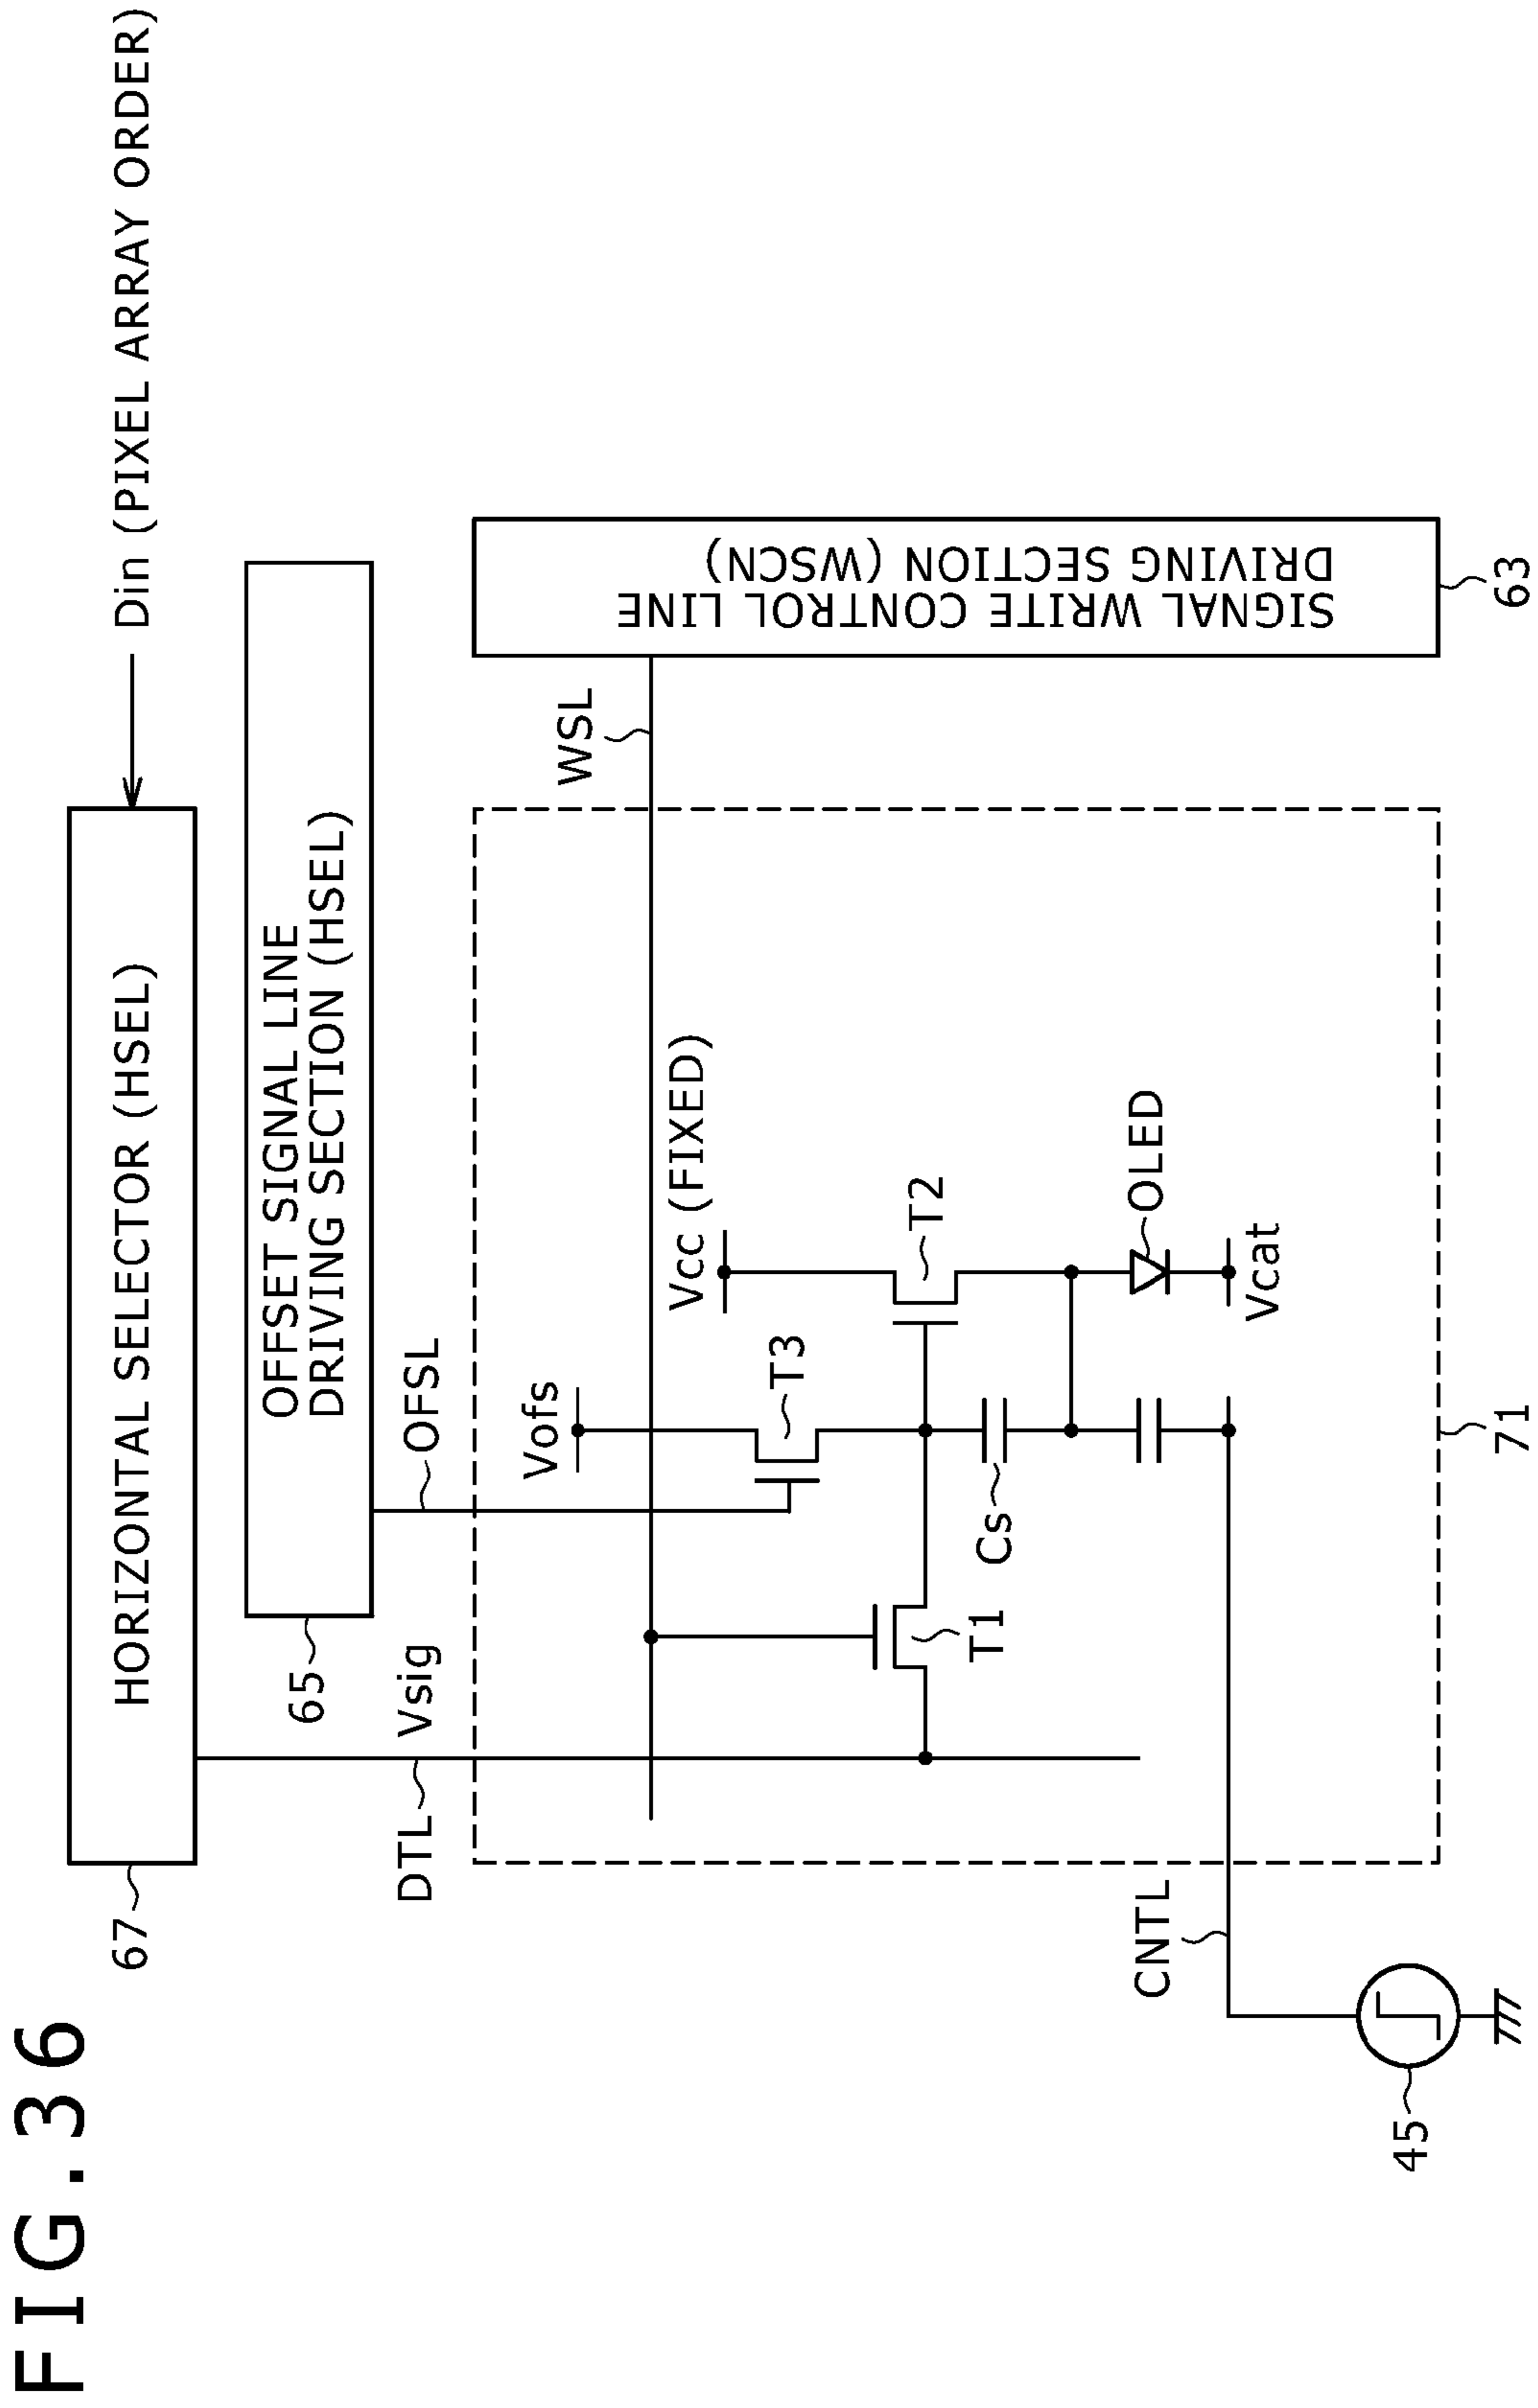 FIG.36
67
HORIZONTAL SELECTOR (HSEL)
Din (PIXEL ARRAY ORDER)
65
OFFSET SIGNAL LINE
DRIVING SECTION (HSEL)
DTL
Vsig
OFSL
Vofs
WSL
Vcc (FIXED)
T3
T2
T1
Cs
OLED
Vcat
SIGNAL WRITE CONTROL LINE
DRIVING SECTION (WSCN)
CNTL
45
71
63